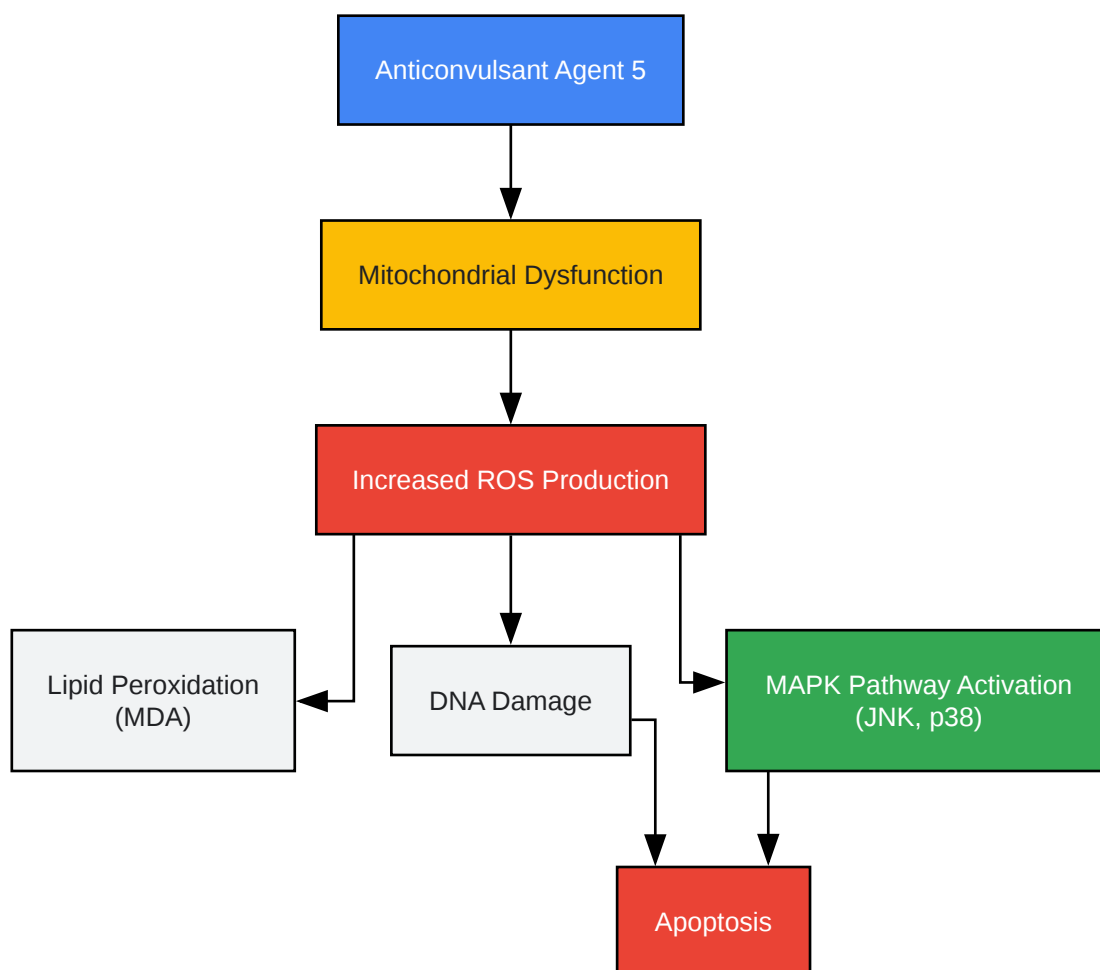 Anticonvulsant Agent 5
Mitochondrial Dysfunction
Increased ROS Production
Lipid Peroxidation
(MDA)
DNA Damage
MAPK Pathway Activation
(JNK, p38)
Apoptosis